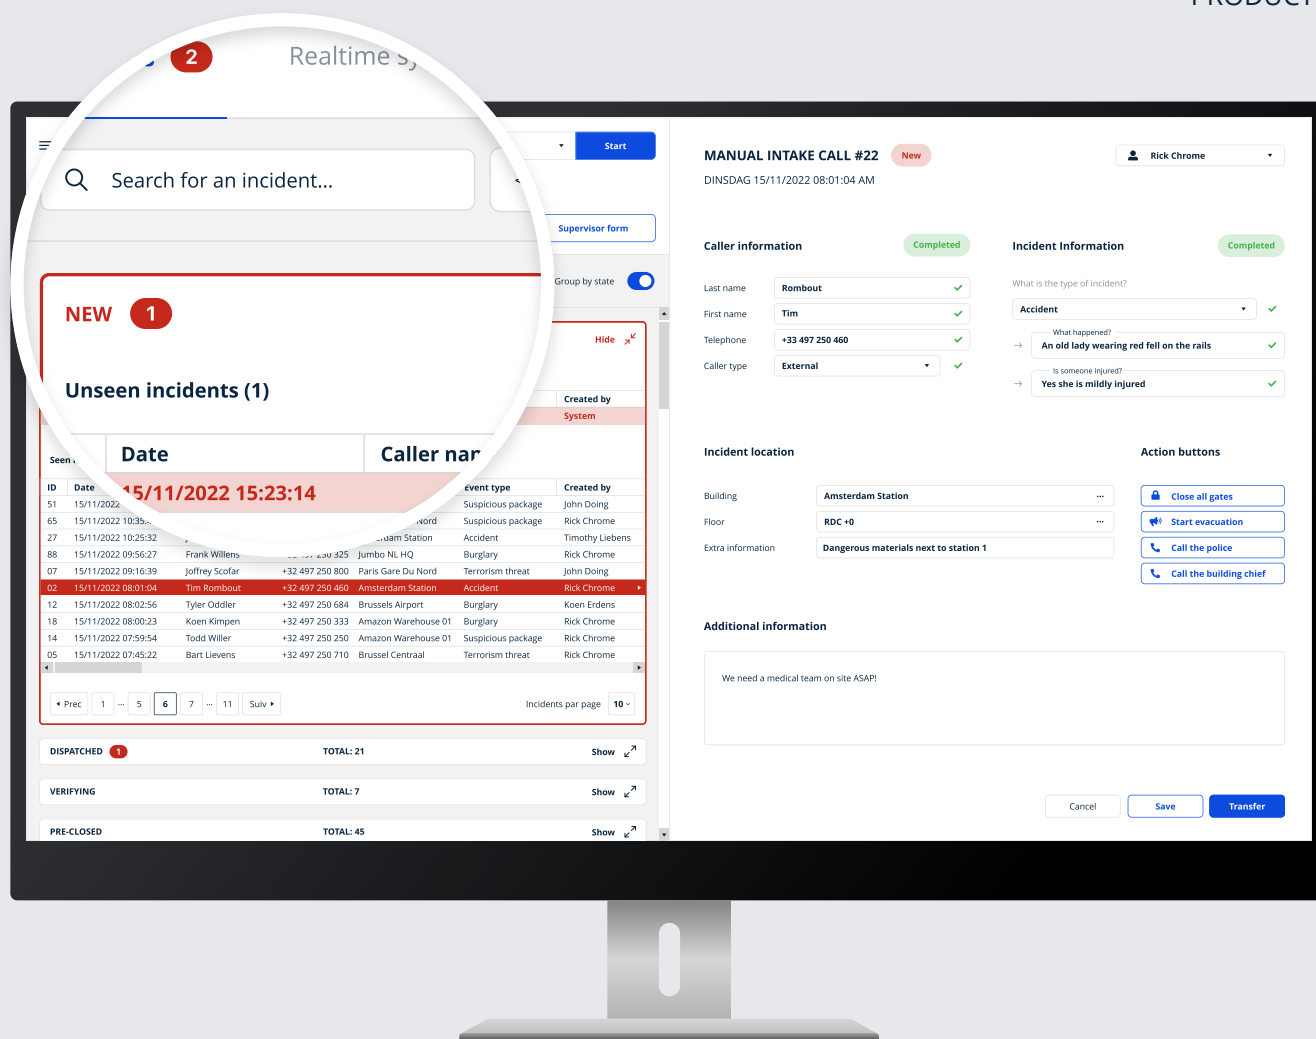 PRODUCT
2
Realtime
Search for an incident...
Start
Supervisor form
Group by state
NEW 1
Hide
Unseen incidents (1)
Created by
System
Date Caller
15/11/2022 15:23:14
Seen
ID Date Event type Created by
51 15/11/2022 Suspicious package John Doing
65 15/11/2022 10:35: Nord Suspicious package Rick Chrome
27 15/11/2022 10:25:32 Station Accident Timothy Liebens
88 15/11/2022 09:56:27 Frank Willens +32 497 250 325 Jumbo NL HQ Burglary Rick Chrome
07 15/11/2022 09:16:39 Joffrey Scofar +32 497 250 800 Paris Gare Du Nord Terrorism threat John Doing
02 15/11/2022 08:01:04 Tim Rombout +32 497 250 460 Amsterdam Station Accident Rick Chrome
12 15/11/2022 08:02:56 Tyler Oddler +32 497 250 684 Brussels Airport Burglary Koen Erdens
18 15/11/2022 08:00:23 Koen Kimpen +32 497 250 333 Amazon Warehouse 01 Burglary Rick Chrome
14 15/11/2022 07:59:54 Todd Willer +32 497 250 250 Amazon Warehouse 01 Suspicious package Rick Chrome
05 15/11/2022 07:45:22 Bart Lievens +32 497 250 710 Brussel Centraal Terrorism threat Rick Chrome
Prec 1 ... 5 6 7 ... 11 Suiv Incidents par page 10
DISPATCHED 1 TOTAL: 21 Show
VERIFYING TOTAL: 7 Show
PRE-CLOSED TOTAL: 45 Show
MANUAL INTAKE CALL #22 New Rick Chrome
DINSDAG 15/11/2022 08:01:04 AM
Caller information Completed
Last name Rombout
First name Tim
Telephone +33 497 250 460
Caller type External
Incident Information Completed
What is the type of incident?
Accident
What happened?
An old lady wearing red fell on the rails
Is someone injured?
Yes she is mildly injured
Incident location
Building Amsterdam Station ...
Floor RDC +0 ...
Extra information Dangerous materials next to station 1
Action buttons
Close all gates
Start evacuation
Call the police
Call the building chief
Additional information
We need a medical team on site ASAP!
Cancel Save Transfer